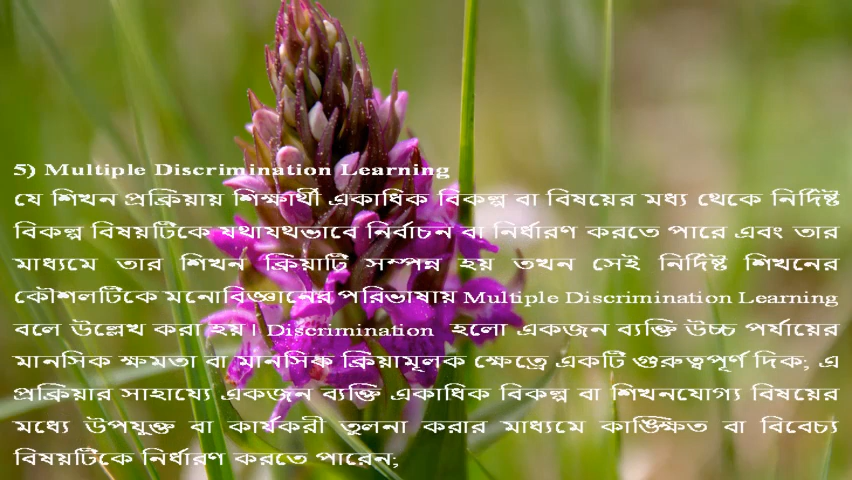 5) Multiple Discrimination Learning
যে শিখন প্রক্রিয়ায় শিক্ষার্থী একাধিক বিকল্প বা বিষয়ের মধ্য থেকে নির্দিষ্ট
বিকল্প বিষয়টিকে যথাযথভাবে নির্বাচন বা নির্ধারণ করতে পারে এবং তার
মাধ্যমে তার শিখন ক্রিয়াটি সম্পন্ন হয় তখন সেই নির্দিষ্ট শিখনের
কৌশলটিকে মনোবিজ্ঞানের পরিভাষায় Multiple Discrimination Learning
বলে উল্লেখ করা হয়। Discrimination হলো একজন ব্যক্তি উচ্চ পর্যায়ের
মানসিক ক্ষমতা বা মানসিক ক্রিয়ামূলক ক্ষেত্রে একটি গুরুত্বপূর্ণ দিক; এ
প্রক্রিয়ার সাহায্যে একজন ব্যক্তি একাধিক বিকল্প বা শিখনযোগ্য বিষয়ের
মধ্যে উপযুক্ত বা কার্যকরী তুলনা করার মাধ্যমে কাঙ্ক্ষিত বা বিবেচ্য
বিষয়টিকে নির্ধারণ করতে পারেন;